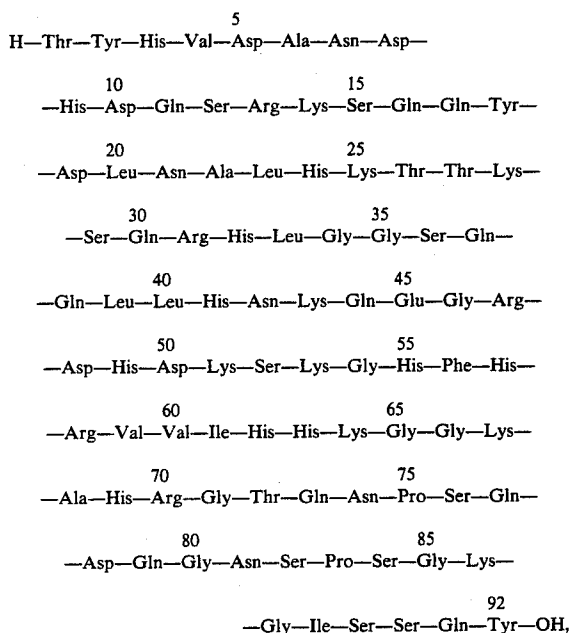 5
H—Thr—Tyr—His—Val—Asp—Ala—Asn—Asp—
10 15
—His—Asp—Gln—Ser—Arg—Lys—Ser—Gln—Gln—Tyr—
20 25
—Asp—Leu—Asn—Ala—Leu—His—Lys—Thr—Thr—Lys—
30 35
—Ser—Gln—Arg—His—Leu—Gly—Gly—Ser—Gln—
40 45
—Gln—Leu—Leu—His—Asn—Lys—Gln—Glu—Gly—Arg—
50 55
—Asp—His—Asp—Lys—Ser—Lys—Gly—His—Phe—His—
60 65
—Arg—Val—Val—Ile—His—His—Lys—Gly—Gly—Lys—
70 75
—Ala—His—Arg—Gly—Thr—Gln—Asn—Pro—Ser—Gln—
80 85
—Asp—Gln—Gly—Asn—Ser—Pro—Ser—Gly—Lys—
92
—Gly—Ile—Ser—Ser—Gln—Tyr—OH,